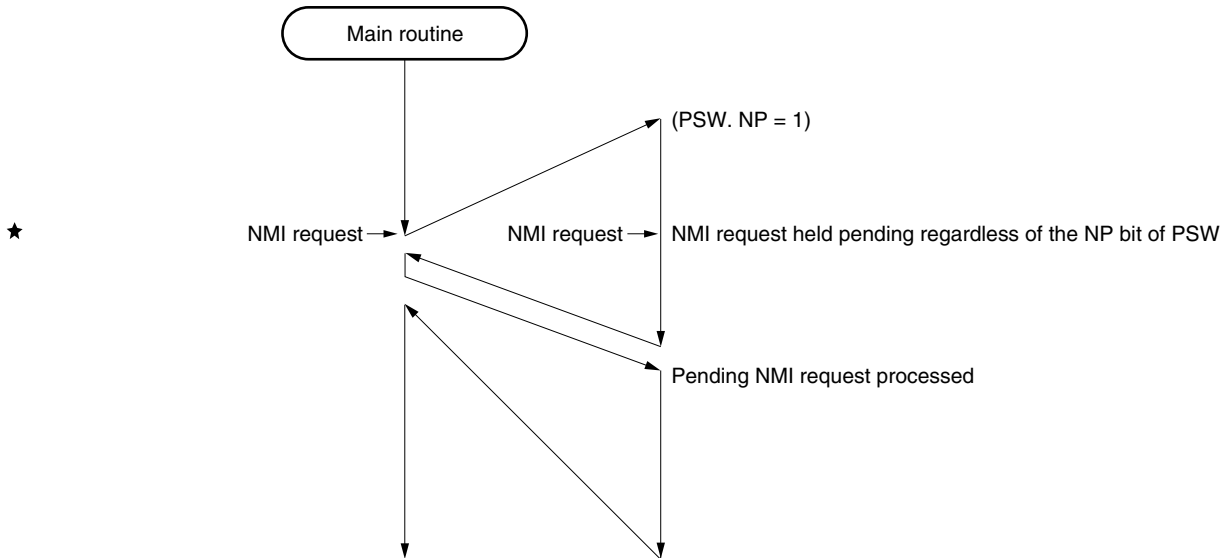 Main routine
(PSW. NP = 1)
NMI request
NMI request
NMI request held pending regardless of the NP bit of PSW
Pending NMI request processed